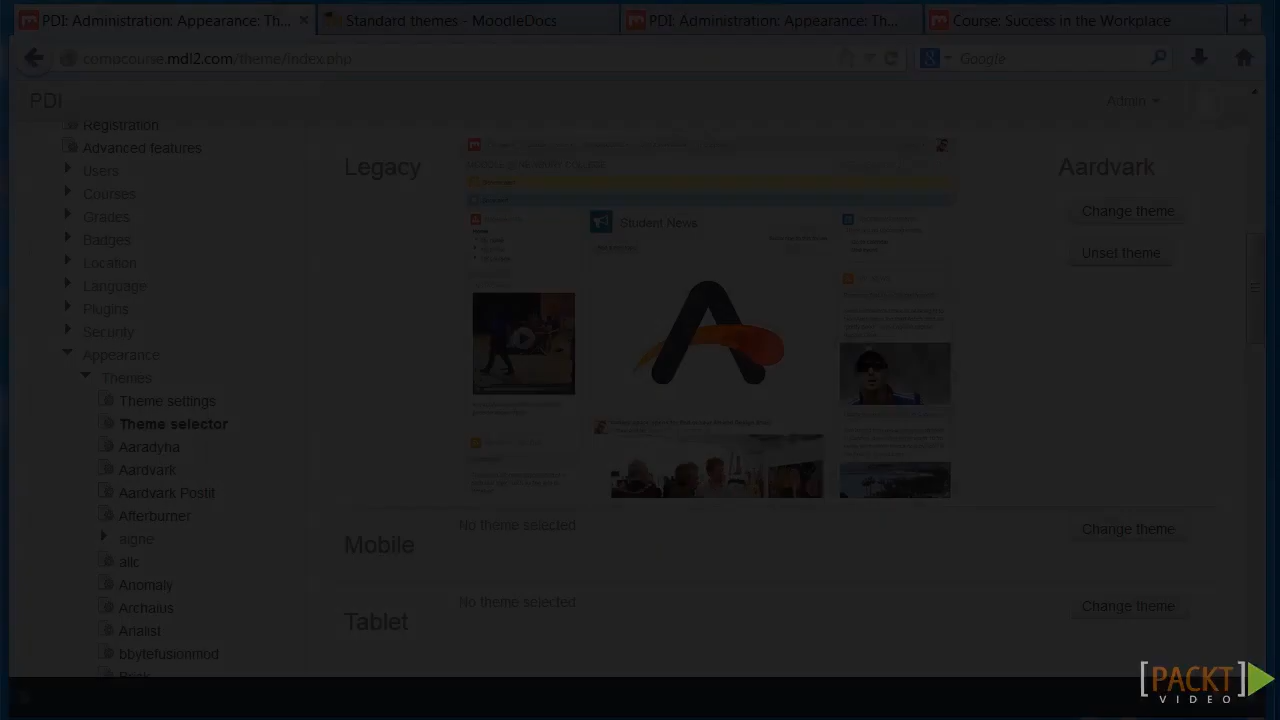 PDI: Administration: Appearance: Th...
Standard themes - MoodleDocs
PDI: Administration: Appearance: Th...
Course: Success in the Workplace
comocourse.mdl2.com/theme/index.php
Google
PDI
Admin
Registration
Advanced features
Users
Courses
Grades
Badges
Location
Language
Plugins
Security
Appearance
Themes
Theme settings
Theme selector
Aaradyha
Aardvark
Aardvark Postit
Afterburner
aigne
allc
Anomaly
Archaius
Arialist
bbytefusionmod
Legacy
Student News
Aardvark
Change theme
Unset theme
Mobile
No theme selected
Change theme
Tablet
No theme selected
Change theme
[PACKT]
VIDEO